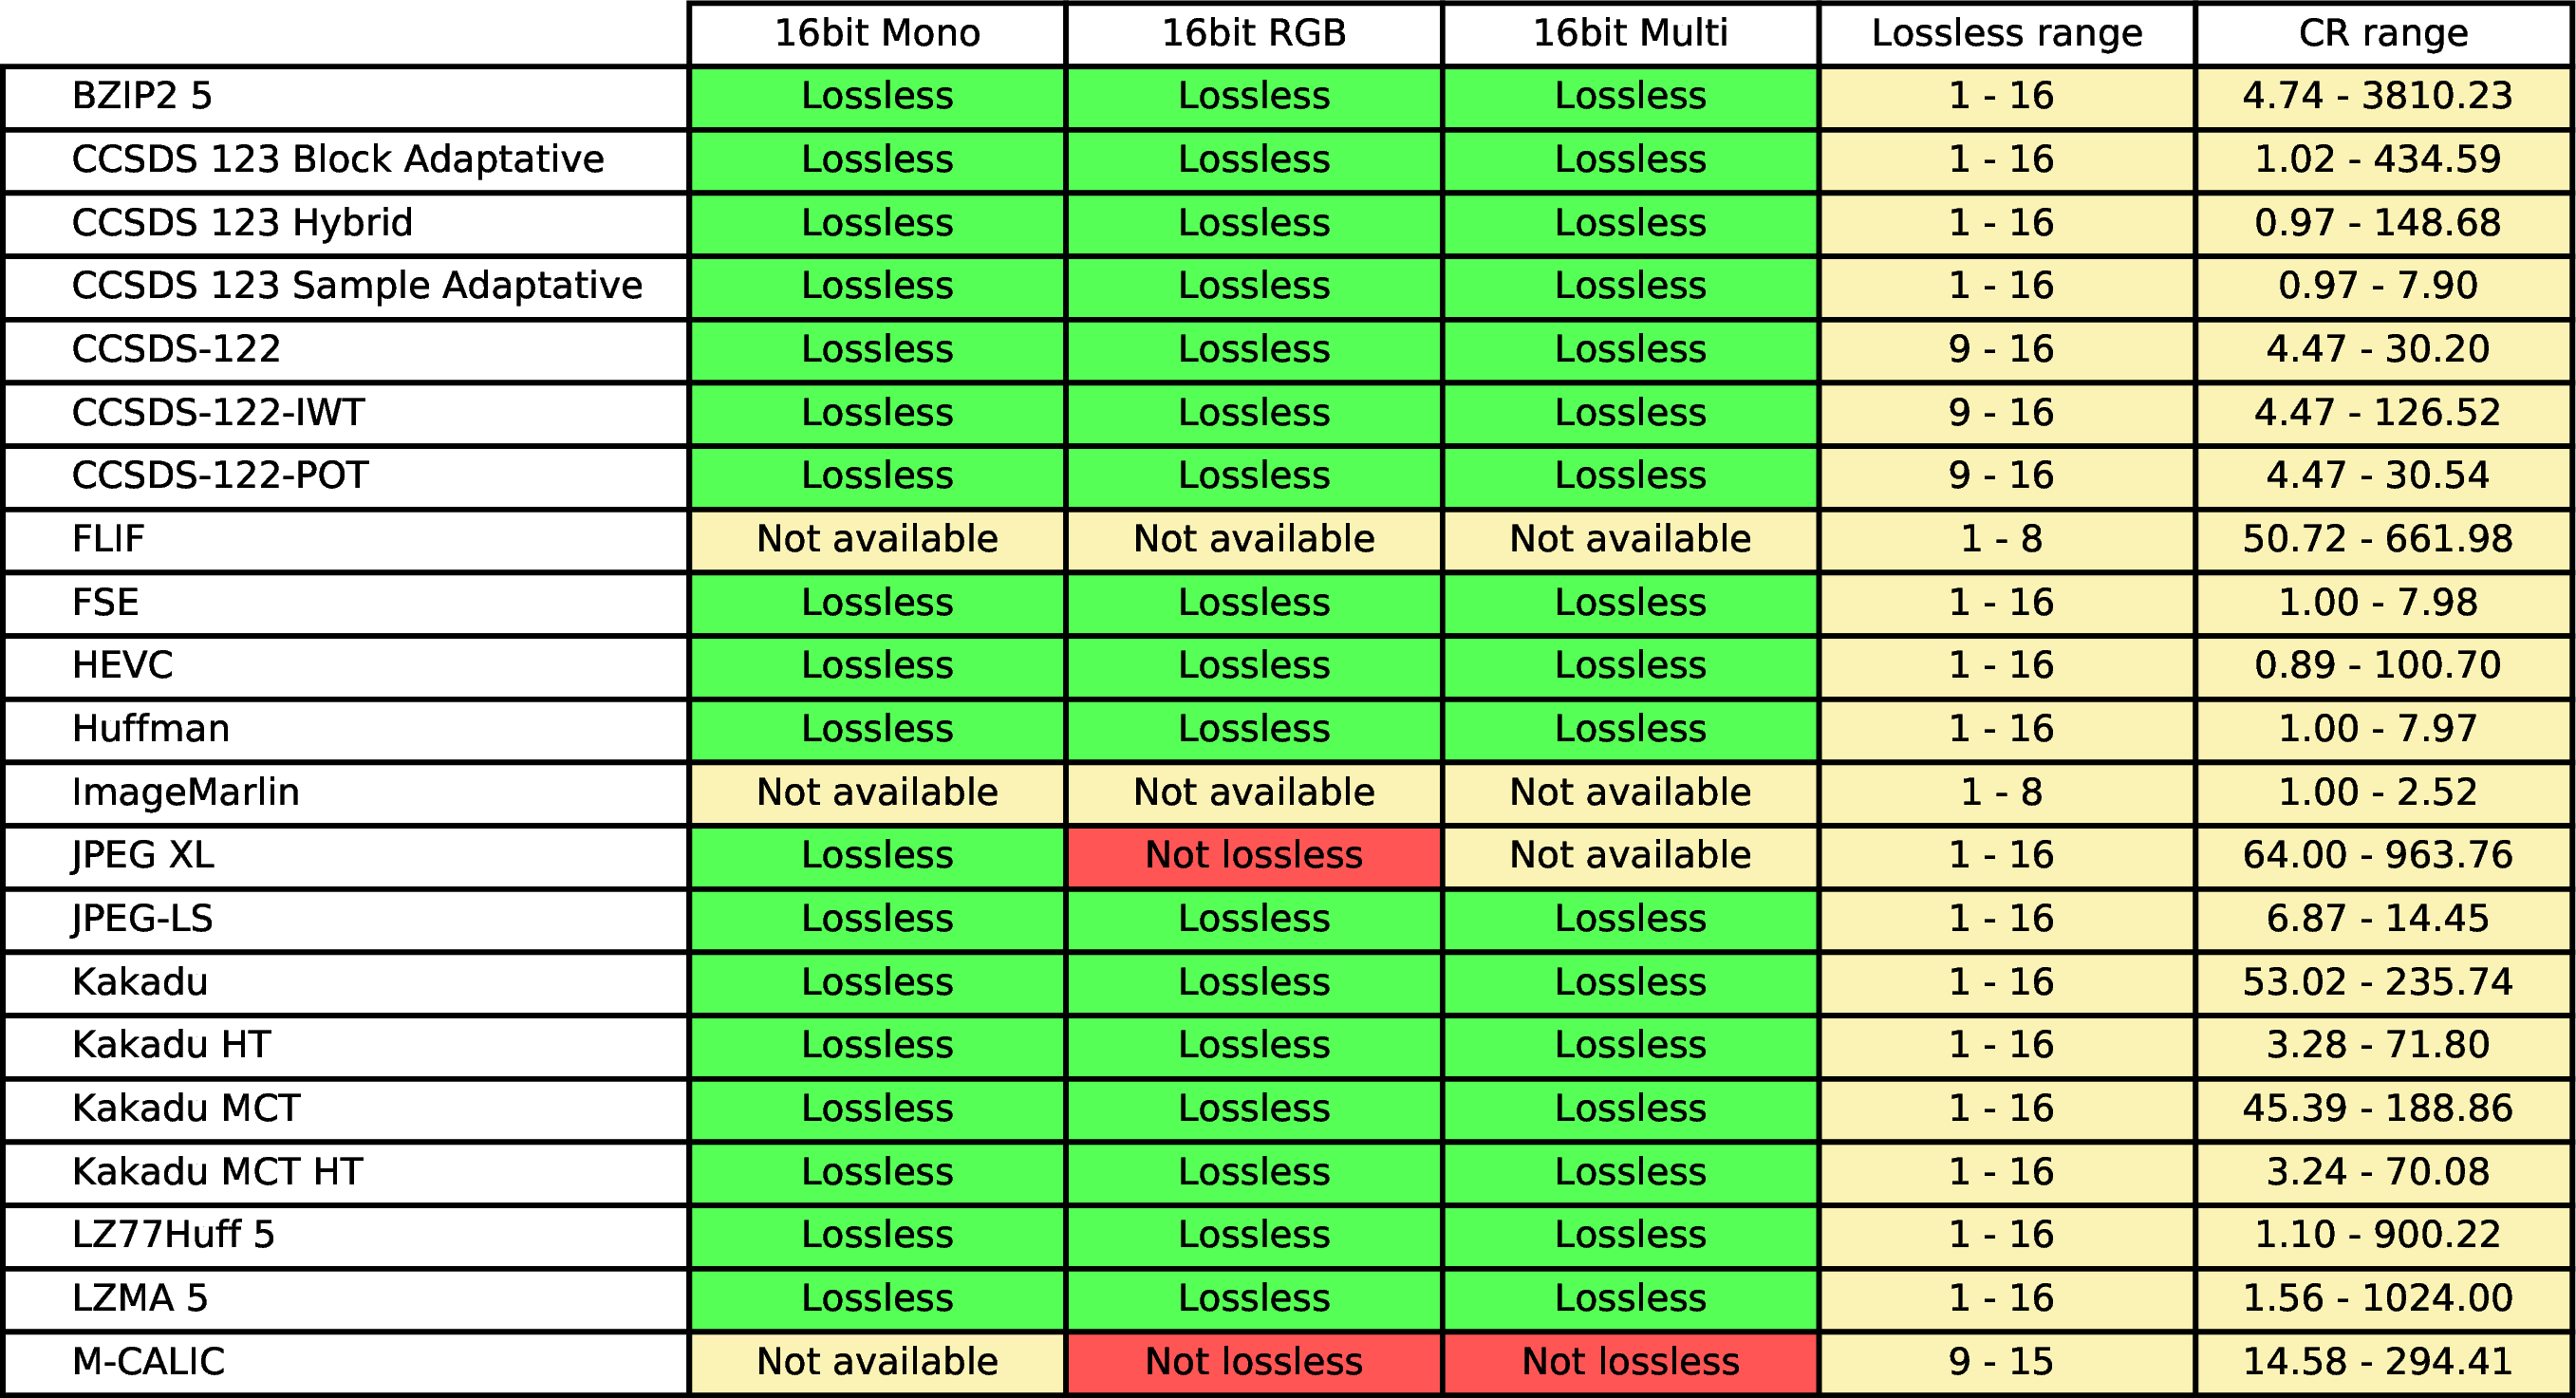 16bit Mono 16bit RGB 16bit Multi Lossless range CR range
BZIP2 5 Lossless Lossless Lossless 1 - 16 4.74 - 3810.23
CCSDS 123 Block Adaptative Lossless Lossless Lossless 1 - 16 1.02 - 434.59
CCSDS 123 Hybrid Lossless Lossless Lossless 1 - 16 0.97 - 148.68
CCSDS 123 Sample Adaptative Lossless Lossless Lossless 1 - 16 0.97 - 7.90
CCSDS-122 Lossless Lossless Lossless 9 - 16 4.47 - 30.20
CCSDS-122-IWT Lossless Lossless Lossless 9 - 16 4.47 - 126.52
CCSDS-122-POT Lossless Lossless Lossless 9 - 16 4.47 - 30.54
FLIF Not available Not available Not available 1 - 8 50.72 - 661.98
FSE Lossless Lossless Lossless 1 - 16 1.00 - 7.98
HEVC Lossless Lossless Lossless 1 - 16 0.89 - 100.70
Huffman Lossless Lossless Lossless 1 - 16 1.00 - 7.97
ImageMarlin Not available Not available Not available 1 - 8 1.00 - 2.52
JPEG XL Lossless Not lossless Not available 1 - 16 64.00 - 963.76
JPEG-LS Lossless Lossless Lossless 1 - 16 6.87 - 14.45
Kakadu Lossless Lossless Lossless 1 - 16 53.02 - 235.74
Kakadu HT Lossless Lossless Lossless 1 - 16 3.28 - 71.80
Kakadu MCT Lossless Lossless Lossless 1 - 16 45.39 - 188.86
Kakadu MCT HT Lossless Lossless Lossless 1 - 16 3.24 - 70.08
LZ77Huff 5 Lossless Lossless Lossless 1 - 16 1.10 - 900.22
LZMA 5 Lossless Lossless Lossless 1 - 16 1.56 - 1024.00
M-CALIC Not available Not lossless Not lossless 9 - 15 14.58 - 294.41